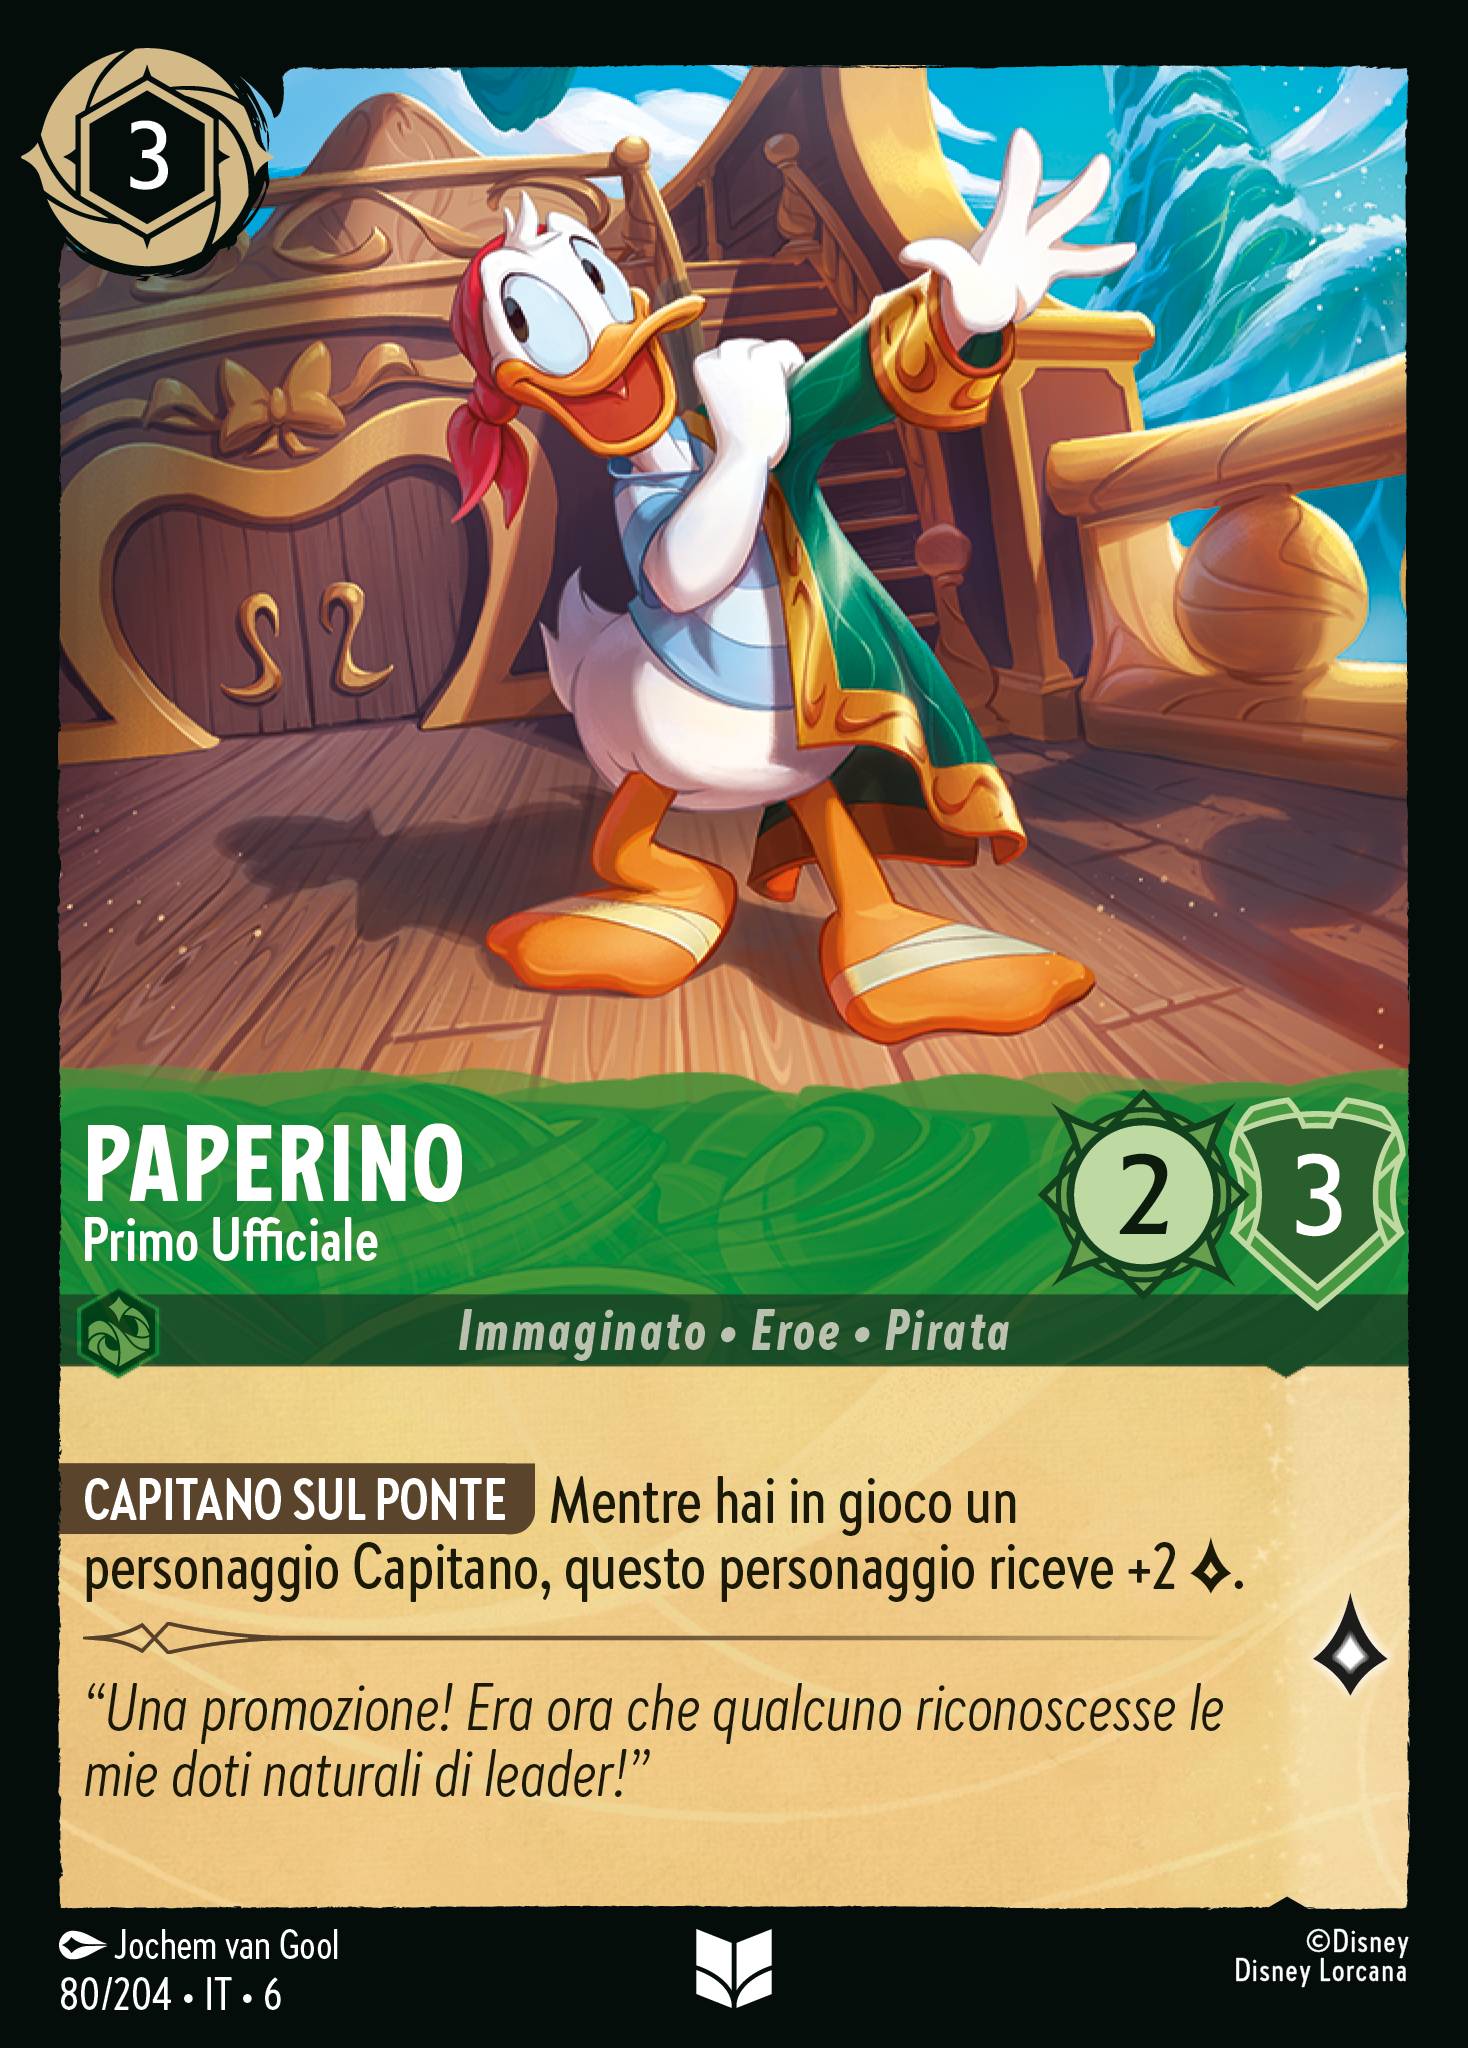 3
PAPERINO
Primo Ufficiale
2
3
Immaginato • Eroe • Pirata
CAPITANO SUL PONTE Mentre hai in gioco un
personaggio Capitano, questo personaggio riceve +2 .
“Una promozione! Era ora che qualcuno riconoscesse le
mie doti naturali di leader!”
Jochem van Gool
80/204 • IT • 6
©Disney
Disney Lorcana